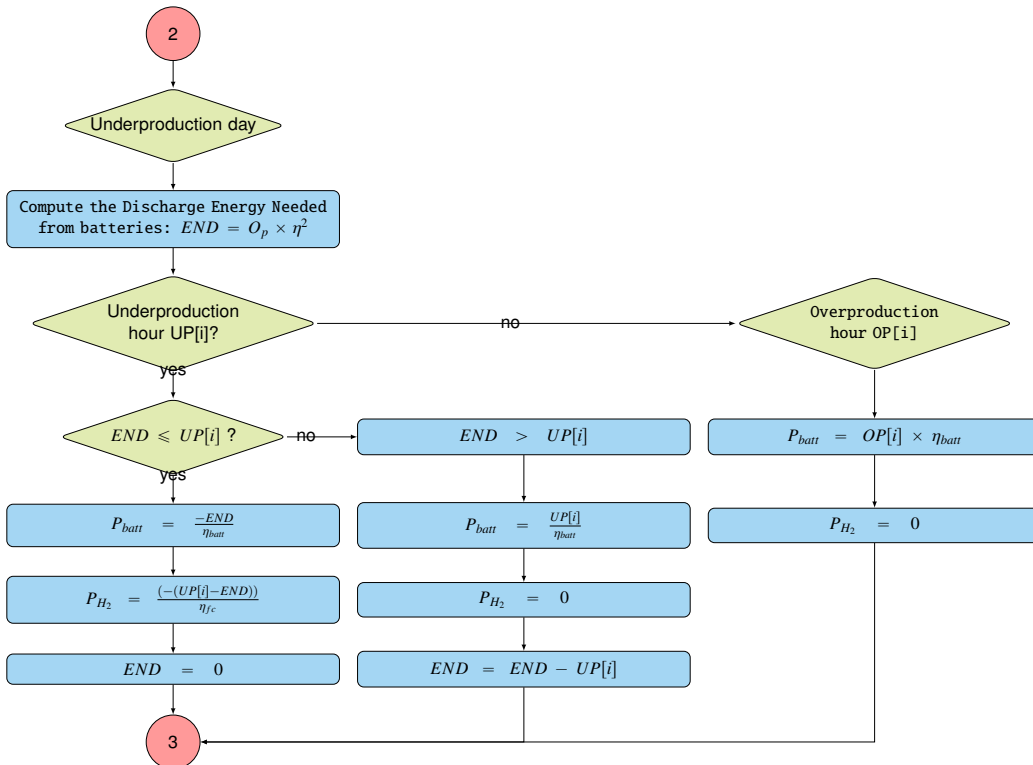 2
Underproduction day
Compute the Discharge Energy Needed
from batteries: END = O_p × η²
Underproduction
hour UP[i]?
no
Overproduction
hour OP[i]
yes
END ⩽ UP[i] ?
no
END > UP[i]
P_batt = OP[i] × η_batt
yes
P_batt = −END/η_batt
P_batt = UP[i]/η_batt
P_H₂ = 0
P_H₂ = (−(UP[i]−END))/η_fc
P_H₂ = 0
END = 0
END = END − UP[i]
3